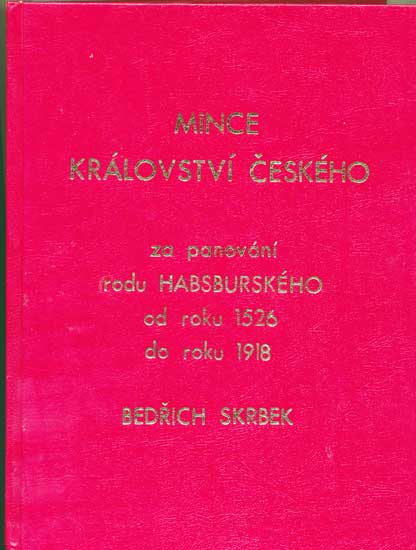 MINCE
KRÁLOVSTVÍ ČESKÉHO
za panování
rodu HABSBURSKÉHO
od roku 1526
do roku 1918
BEDŘICH SKRBEK